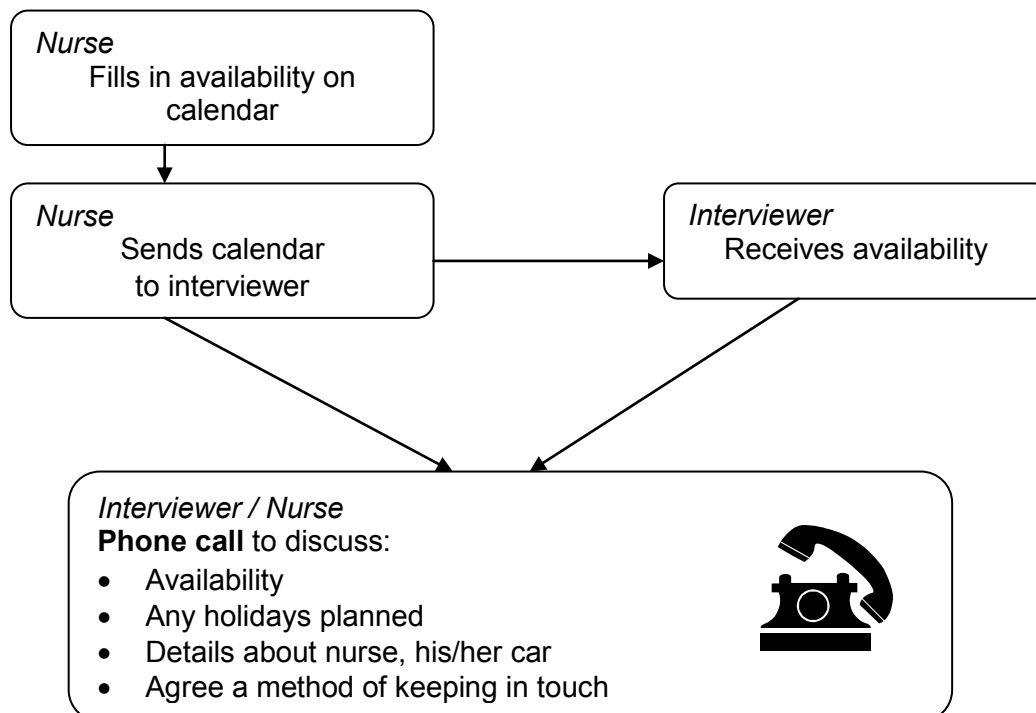 Nurse
Fills in availability on
calendar
Nurse
Sends calendar
to interviewer
Interviewer
Receives availability
Interviewer / Nurse
Phone call to discuss:
• Availability
• Any holidays planned
• Details about nurse, his/her car
• Agree a method of keeping in touch